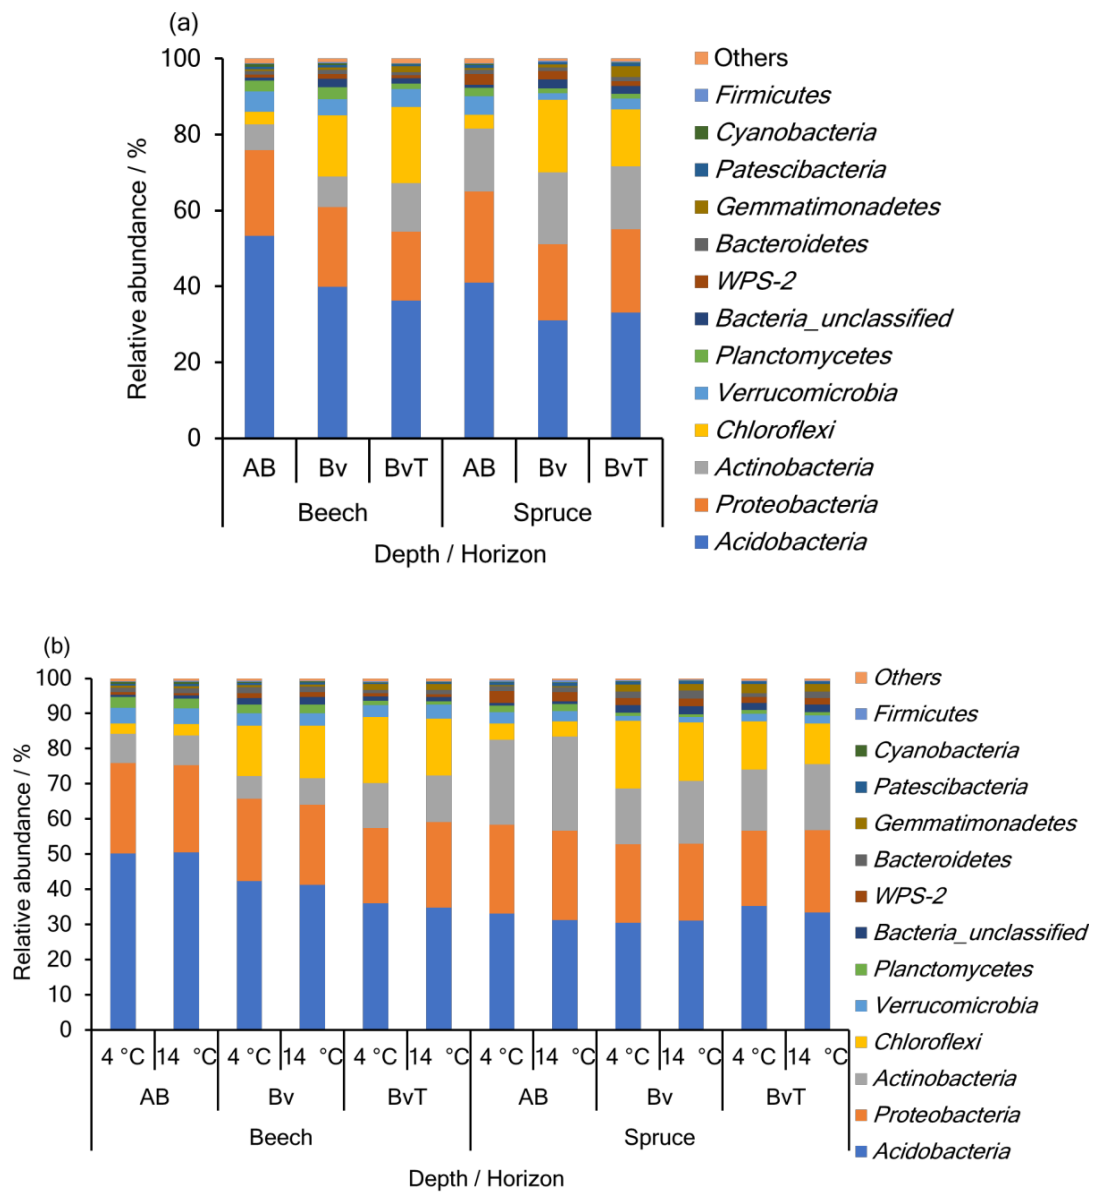 (a)
100
80
60
40
20
0
Relative abundance / %
AB Bv BvT AB Bv BvT
Beech Spruce
Depth / Horizon
Others
Firmicutes
Cyanobacteria
Patescibacteria
Gemmatimonadetes
Bacteroidetes
WPS-2
Bacteria_unclassified
Planctomycetes
Verrucomicrobia
Chloroflexi
Actinobacteria
Proteobacteria
Acidobacteria
(b)
100
90
80
70
60
50
40
30
20
10
0
Relative abundance / %
4 °C 14 °C 4 °C 14 °C 4 °C 14 °C 4 °C 14 °C 4 °C 14 °C 4 °C 14 °C
AB Bv BvT AB Bv BvT
Beech Spruce
Depth / Horizon
Others
Firmicutes
Cyanobacteria
Patescibacteria
Gemmatimonadetes
Bacteroidetes
WPS-2
Bacteria_unclassified
Planctomycetes
Verrucomicrobia
Chloroflexi
Actinobacteria
Proteobacteria
Acidobacteria